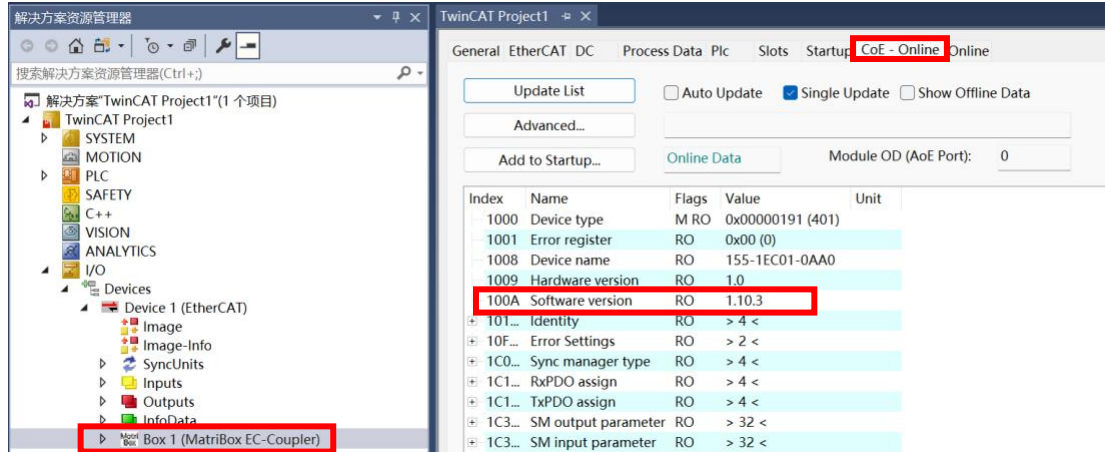 解决方案资源管理器
搜索解决方案资源管理器(Ctrl+;)
解决方案"TwinCAT Project1"(1 个项目)
TwinCAT Project1
SYSTEM
MOTION
PLC
SAFETY
C++
VISION
ANALYTICS
I/O
Devices
Device 1 (EtherCAT)
Image
Image-Info
SyncUnits
Inputs
Outputs
InfoData
Box 1 (MatriBox EC-Coupler)
TwinCAT Project1
General EtherCAT DC Process Data Plc Slots Startup CoE - Online Online
Update List Auto Update Single Update Show Offline Data
Advanced...
Add to Startup... Online Data Module OD (AoE Port): 0
Index Name Flags Value Unit
1000 Device type M RO 0x00000191 (401)
1001 Error register RO 0x00 (0)
1008 Device name RO 155-1EC01-0AA0
1009 Hardware version RO 1.0
100A Software version RO 1.10.3
101... Identity RO > 4 <
10F... Error Settings RO > 2 <
1C0... Sync manager type RO > 4 <
1C1... RxPDO assign RO > 4 <
1C1... TxPDO assign RO > 4 <
1C3... SM output parameter RO > 32 <
1C3... SM input parameter RO > 32 <